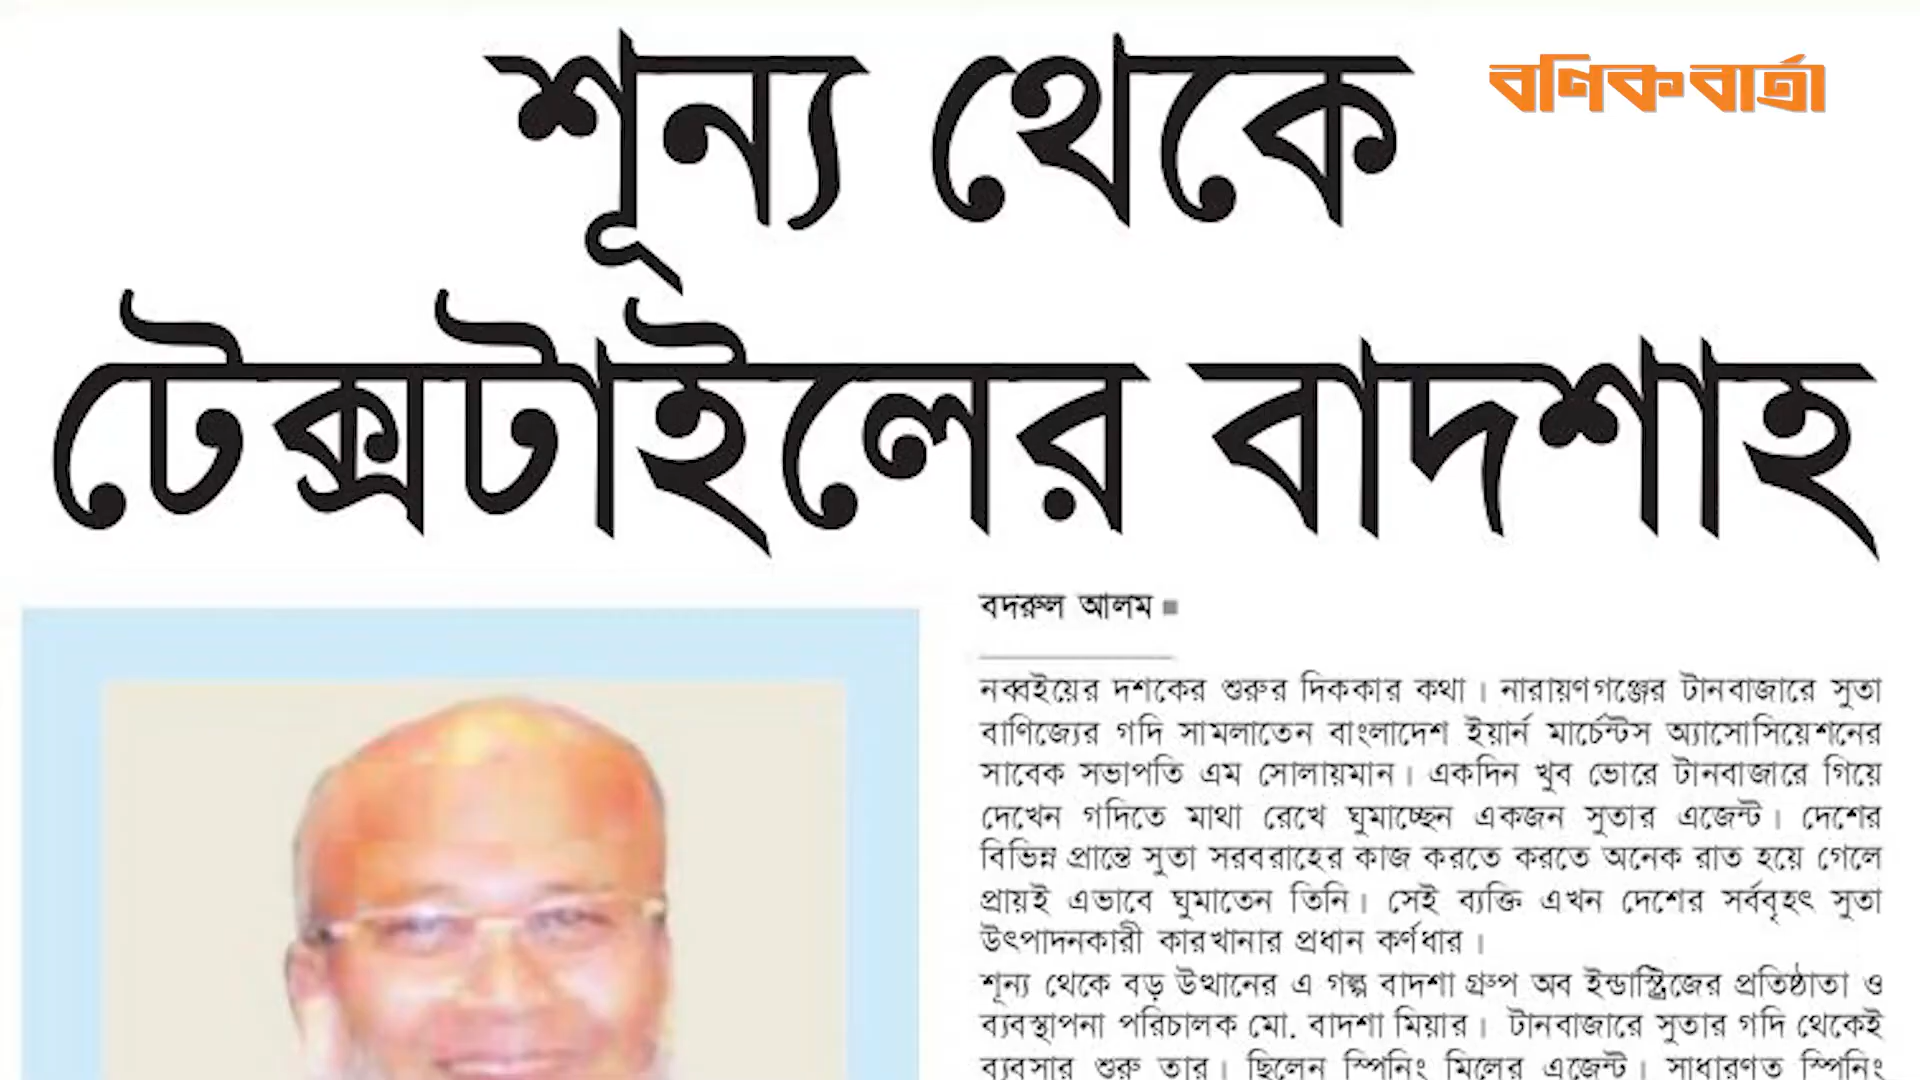 শূন্য থেকে
বণিক বার্তা
টেক্সটাইলের বাদশাহ
বদরুল আলম
নব্বইয়ের দশকের শুরুর দিককার কথা। নারায়ণগঞ্জের টানবাজারে সুতা
বাণিজ্যের গদি সামলাতেন বাংলাদেশ ইয়ার্ন মার্চেন্টস অ্যাসোসিয়েশনের
সাবেক সভাপতি এম সোলায়মান। একদিন খুব ভোরে টানবাজারে গিয়ে
দেখেন গদিতে মাথা রেখে ঘুমাচ্ছেন একজন সুতার এজেন্ট। দেশের
বিভিন্ন প্রান্তে সুতা সরবরাহের কাজ করতে করতে অনেক রাত হয়ে গেলে
প্রায়ই এভাবে ঘুমাতেন তিনি। সেই ব্যক্তি এখন দেশের সর্ববৃহৎ সুতা
উৎপাদনকারী কারখানার প্রধান কর্ণধার।
শূন্য থেকে বড় উত্থানের এ গল্প বাদশা গ্রুপ অব ইন্ডাস্ট্রিজের প্রতিষ্ঠাতা ও
ব্যবস্থাপনা পরিচালক মো. বাদশা মিয়ার। টানবাজারে সুতার গদি থেকেই
ব্যবসার শুরু তার। ছিলেন স্পিনিং মিলের এজেন্ট। সাধারণত স্পিনিং